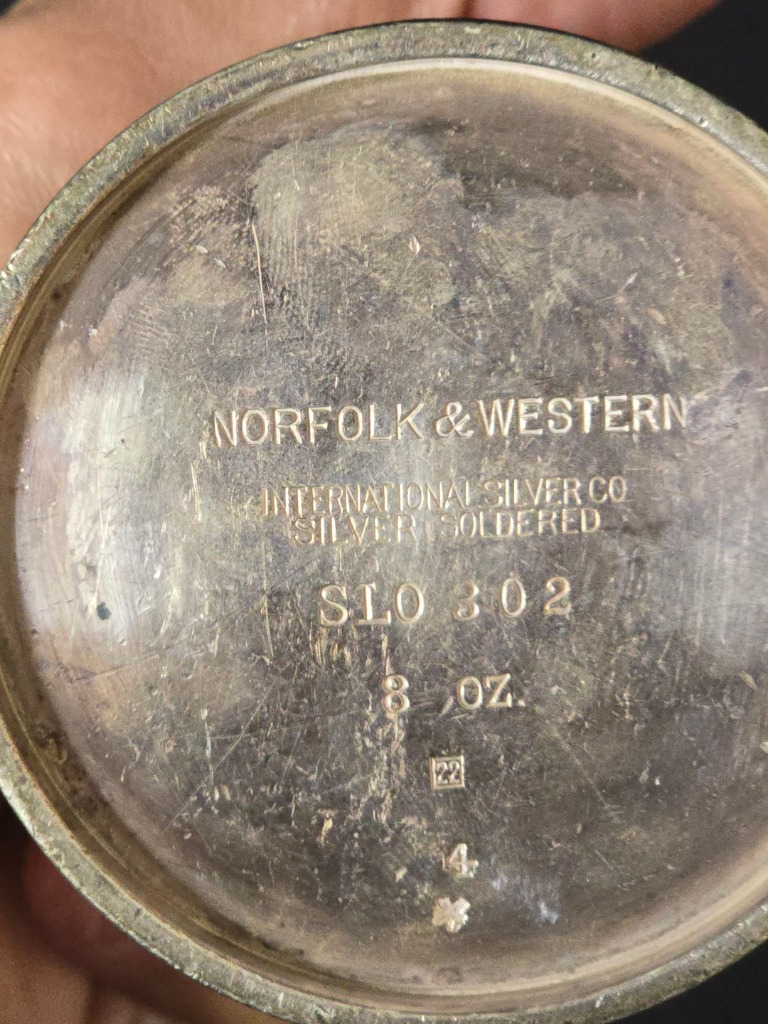 NORFOLK & WESTERN
INTERNATIONAL SILVER CO
SILVER SOLDERED
SLO 302
8 OZ.
22
4